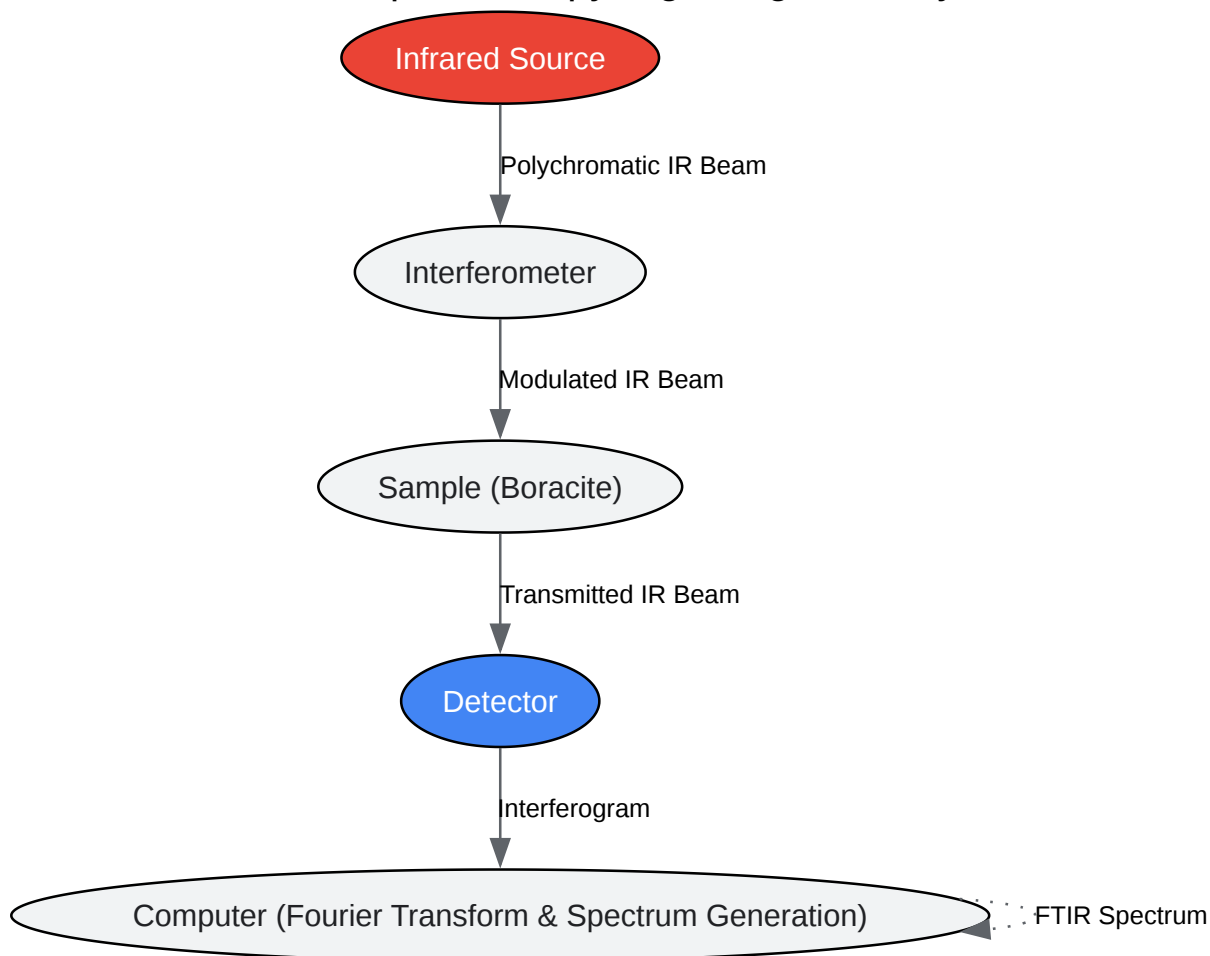 Infrared Source
Polychromatic IR Beam
Interferometer
Modulated IR Beam
Sample (Boracite)
Transmitted IR Beam
Detector
Interferogram
Computer (Fourier Transform & Spectrum Generation)
FTIR Spectrum